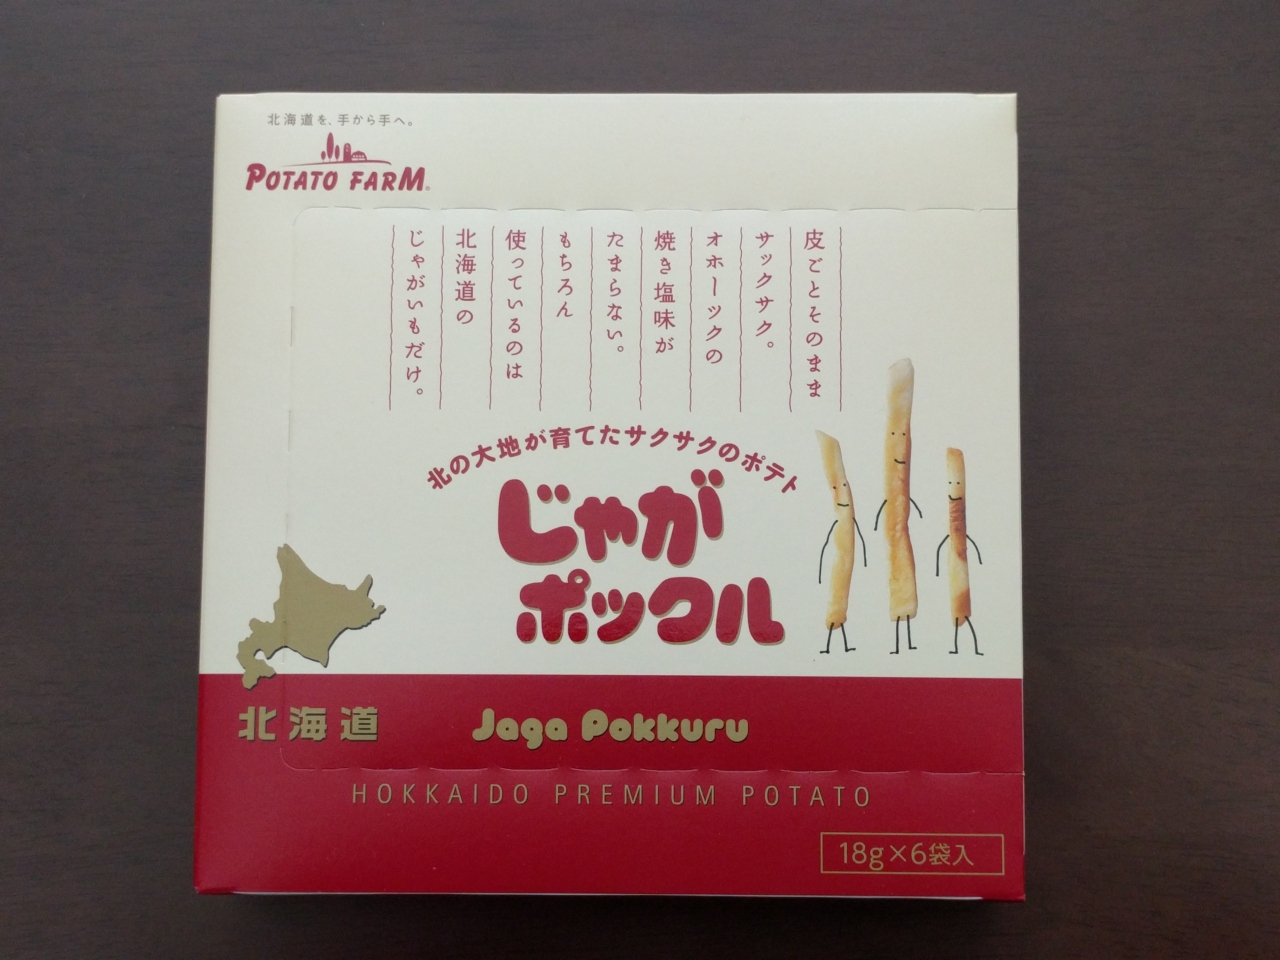 北海道を、手から手へ。
POTATO FARM
皮ごとそのまま
サックサク。
オホーツクの
焼き塩味が
たまらない。
もちろん
使っているのは
北海道の
じゃがいもだけ。
北の大地が育てたサクサクのポテト
じゃが
ポックル
北海道
Jaga Pokkuru
HOKKAIDO PREMIUM POTATO
18g×6袋入